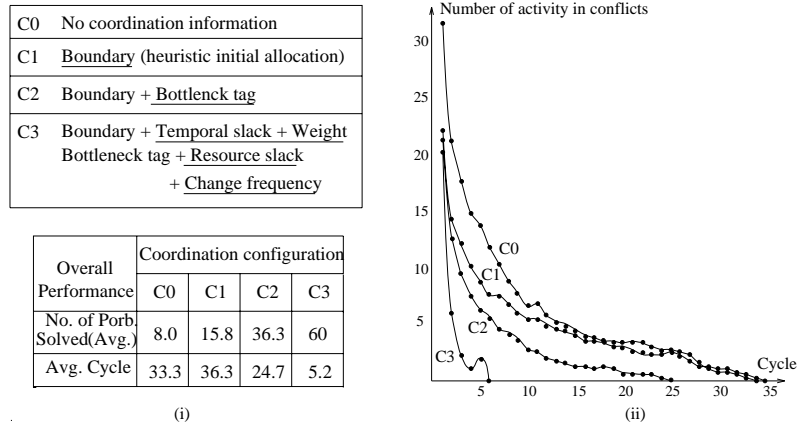 C0 No coordination information
C1 Boundary (heuristic initial allocation)
C2 Boundary + Bottlenck tag
C3 Boundary + Temporal slack + Weight
Bottleneck tag + Resource slack
+ Change frequency
Overall
Performance
Coordination configuration
C0 C1 C2 C3
No. of Porb.
Solved(Avg.)
8.0 15.8 36.3 60
Avg. Cycle 33.3 36.3 24.7 5.2
(i)
Number of activity in conflicts
30
25
20
15
10
5
C0
C1
C2
C3
Cycle
5 10 15 20 25 30 35
(ii)